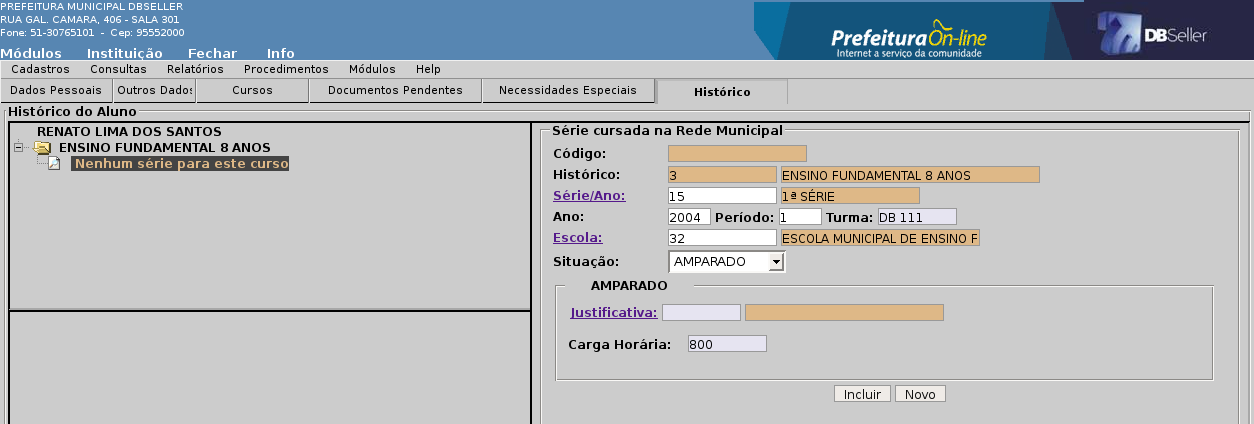 PREFEITURA MUNICIPAL DBSELLER
RUA GAL. CAMARA, 406 - SALA 301
Fone: 51-30765101 - Cep: 95552000
Módulos Instituição Fechar Info
Prefeitura On-line
Internet a serviço da comunidade
DBSeller
Cadastros Consultas Relatórios Procedimentos Módulos Help
Dados Pessoais Outros Dados Cursos Documentos Pendentes Necessidades Especiais Histórico
Histórico do Aluno
RENATO LIMA DOS SANTOS
ENSINO FUNDAMENTAL 8 ANOS
Nenhum série para este curso
Série cursada na Rede Municipal
Código:
Histórico: 3 ENSINO FUNDAMENTAL 8 ANOS
Série/Ano: 15 1ª SÉRIE
Ano: 2004 Período: 1 Turma: DB 111
Escola: 32 ESCOLA MUNICIPAL DE ENSINO F
Situação: AMPARADO
AMPARADO
Justificativa:
Carga Horária: 800
Incluir Novo